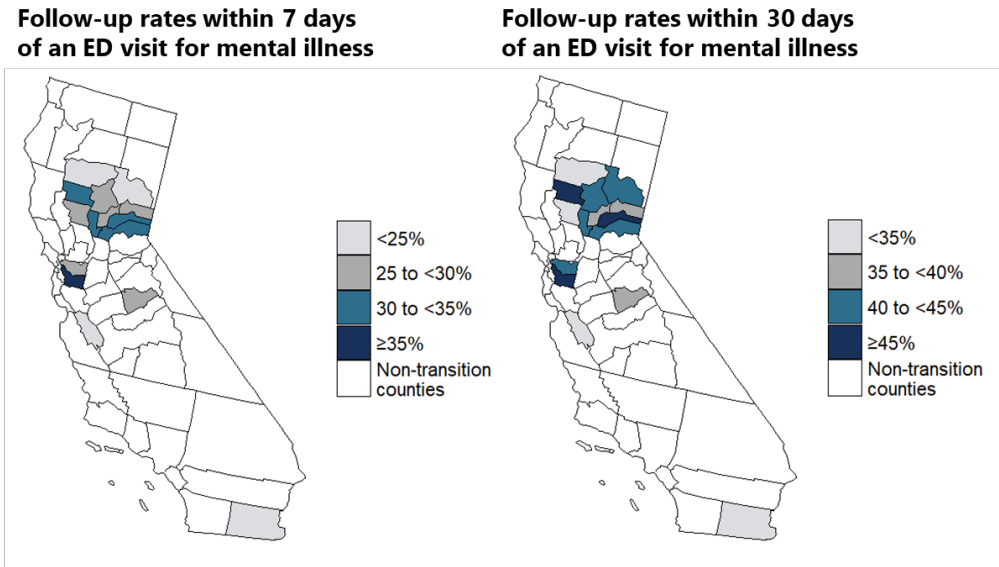 Follow-up rates within 7 days
of an ED visit for mental illness
<25%
25 to <30%
30 to <35%
≥35%
Non-transition
counties
Follow-up rates within 30 days
of an ED visit for mental illness
<35%
35 to <40%
40 to <45%
≥45%
Non-transition
counties